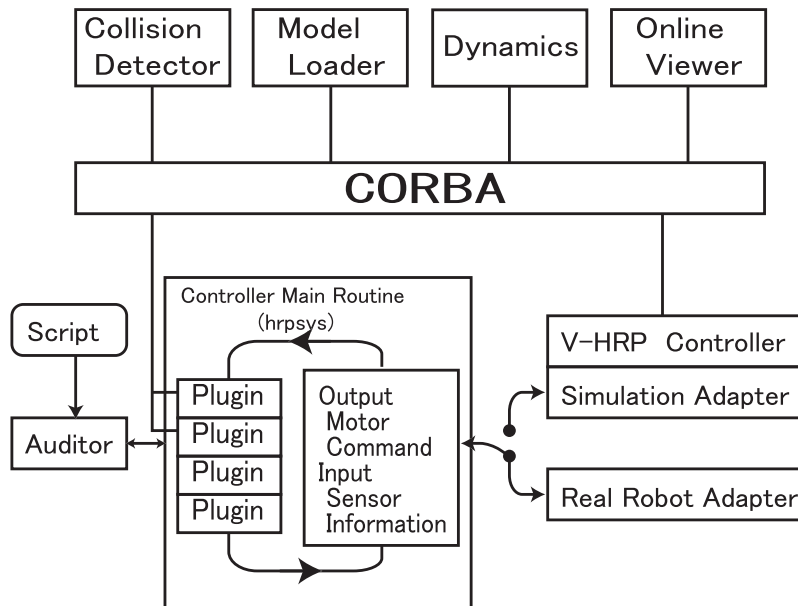 Collision
Detector
Model
Loader
Dynamics
Online
Viewer
CORBA
Controller Main Routine
(hrpsys)
Script
Auditor
Plugin
Plugin
Plugin
Plugin
Output
Motor
Command
Input
Sensor
Information
V-HRP Controller
Simulation Adapter
Real Robot Adapter